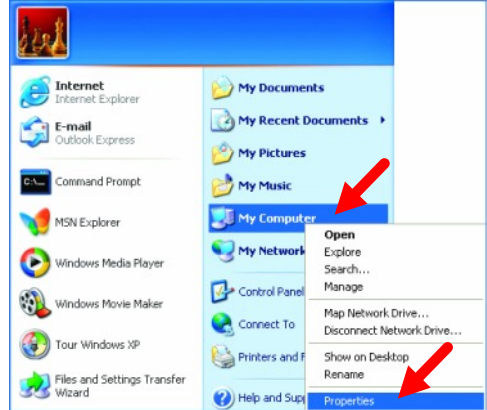 Internet
Internet Explorer
E-mail
Outlook Express
C:\_
Command Prompt
MSN Explorer
Windows Media Player
Windows Movie Maker
Tour Windows XP
Files and Settings Transfer
Wizard
My Documents
My Recent Documents
My Pictures
My Music
My Computer
My Network
Control Panel
Connect To
Printers and F
Help and Sup
Open
Explore
Search...
Manage
Map Network Drive...
Disconnect Network Drive...
Show on Desktop
Rename
Properties